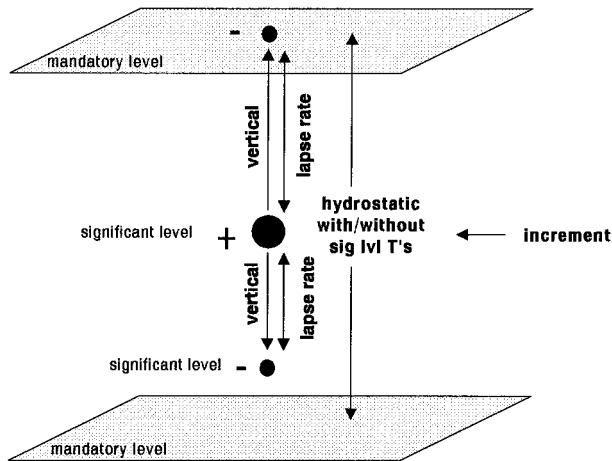 -
mandatory level
vertical
lapse rate
hydrostatic
with/without
sig lvl T's
significant level
+
increment
vertical
lapse rate
significant level
-
mandatory level